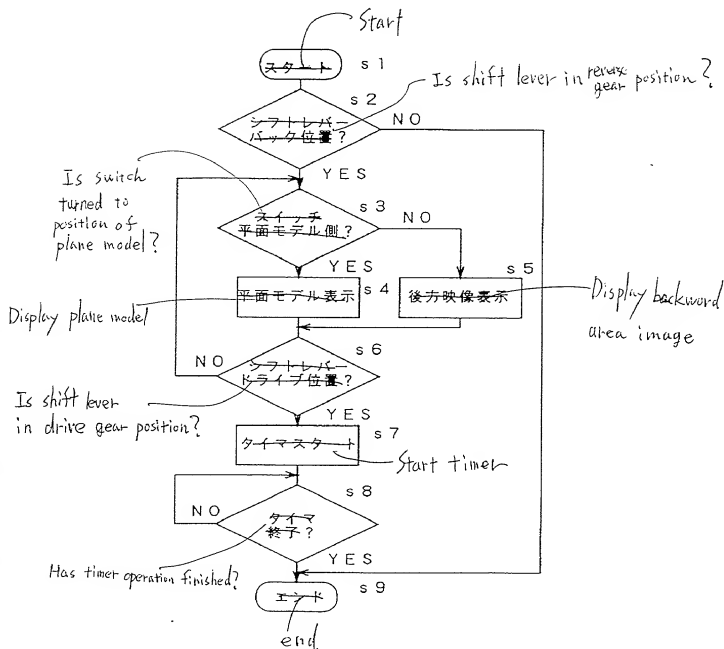 Start
スタート s1
Is shift lever in reverse gear position?
s2
シフトレバー
バック位置?
NO
YES
Is switch
turned to
position of
plane model?
s3
スイッチ
平面モデル側?
NO
YES
s4
平面モデル表示
Display plane model
s5
後方映像表示
Display backword
area image
s6
シフトレバー
ドライブ位置?
NO
YES
Is shift lever
in drive gear position?
s7
タイマスタート
Start timer
s8
タイマ
終了?
NO
YES
Has timer operation finished?
s9
エンド
end